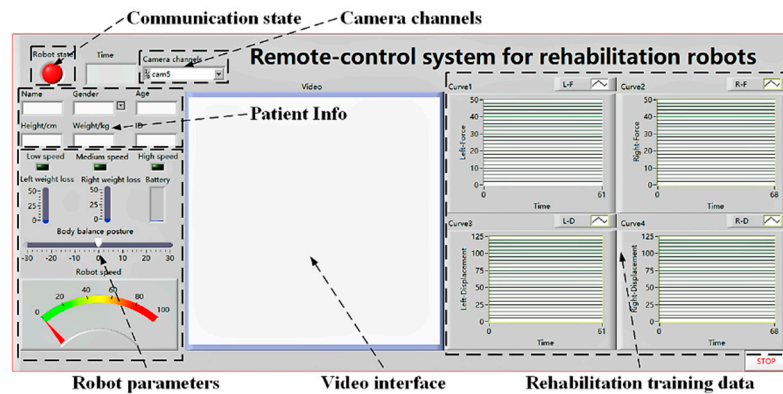 Communication state
Camera channels
Robot state
Time
Camera channels
cam5
Remote-control system for rehabilitation robots
Name Gender Age
Height/cm Weight/kg ID
Patient Info
Low speed Medium speed High speed
Left weight loss Right weight loss Battery
50-
25-
0-
50-
25-
0-
Body balance posture
-30 -20 -10 0 10 20 30
Robot speed
0 20 40 60 80 100
Video
Curve1 L-F
50
40
30
20
10
0
Left-Force
0 61
Time
Curve2 R-F
50
40
30
20
10
0
Right-Force
0 68
Time
Curve3 L-D
125
100
75
50
25
0
Left Displacement
0 61
Time
Curve4 R-D
125
100
75
50
25
0
Right-Displacement
0 68
Time
STOP
Robot parameters
Video interface
Rehabilitation training data